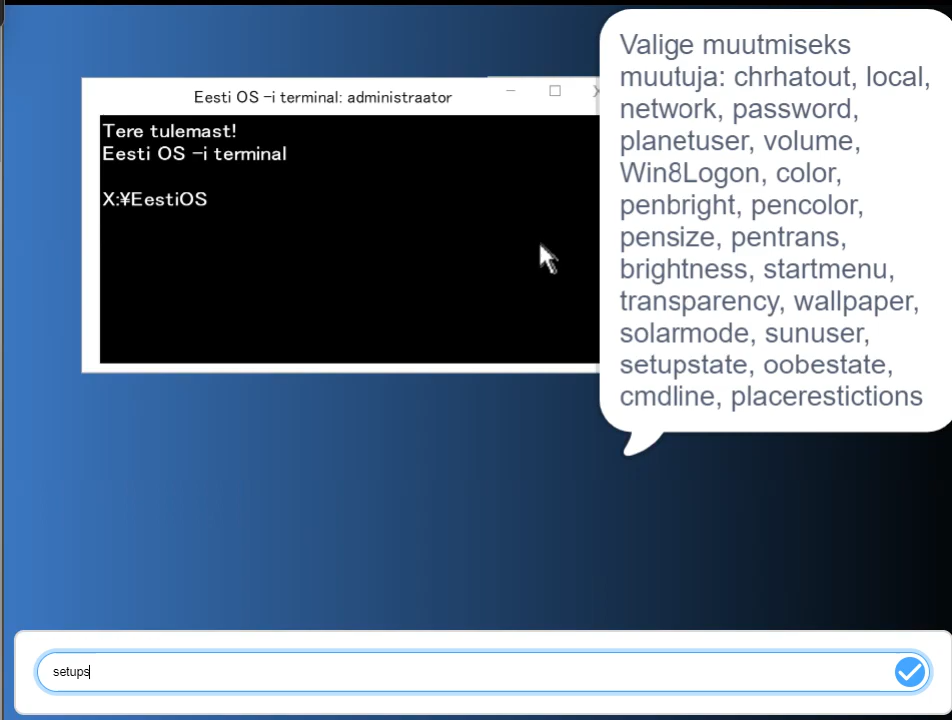 Eesti OS -i terminal: administraator
Tere tulemast!
Eesti OS -i terminal
X:¥EestiOS
Valige muutmiseks
muutuja: chrhatout, local,
network, password,
planetuser, volume,
Win8Logon, color,
penbright, pencolor,
pensize, pentrans,
brightness, startmenu,
transparency, wallpaper,
solarmode, sunuser,
setupstate, oobestate,
cmdline, placerestictions
setups